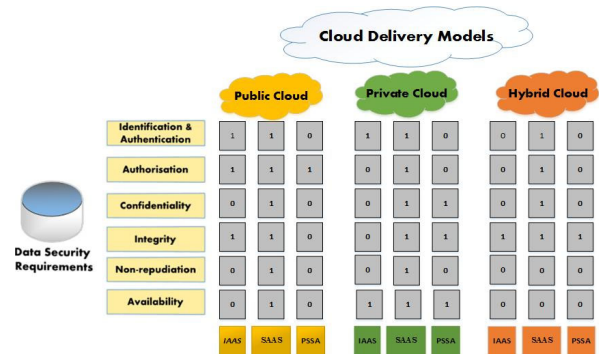 Cloud Delivery Models
Public Cloud Private Cloud Hybrid Cloud
Identification &
Authentication 1 1 0 1 1 0 0 1 0
Authorisation 1 1 1 0 1 1 0 1 0
Confidentiality 0 1 0 0 1 1 0 1 0
Integrity 1 1 0 0 1 1 1 1 1
Non-repudiation 0 1 0 0 1 0 0 0 0
Availability 0 1 0 1 1 1 0 1 0
Data Security
Requirements
IAAS SAAS PSSA IAAS SAAS PSSA IAAS SAAS PSSA